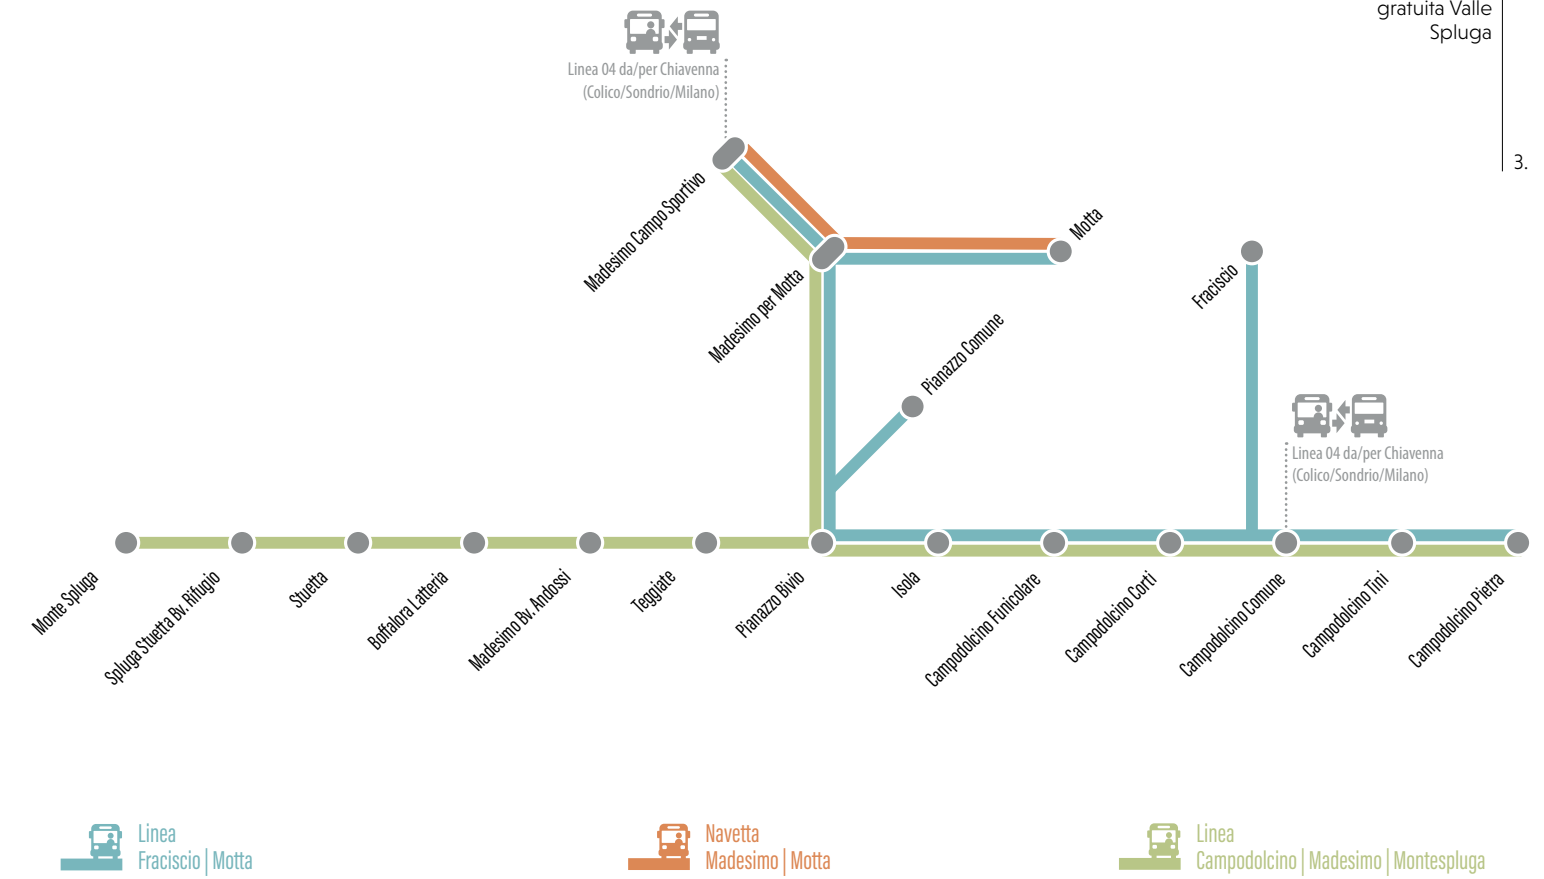 gratuita Valle
Spluga
3.
Linea 04 da/per Chiavenna
(Colico/Sondrio/Milano)
Madesimo Campo Sportivo
Madesimo per Motta
Motta
Fraciscio
Pianazzo Comune
Linea 04 da/per Chiavenna
(Colico/Sondrio/Milano)
Monte Spluga
Spluga Stuetta Bv. Rifugio
Stuetta
Boffalora Latteria
Madesimo Bv. Andossi
Teggiate
Pianazzo Bivio
Isola
Campodolcino Funicolare
Campodolcino Corti
Campodolcino Comune
Campodolcino Tini
Campodolcino Pietra
Linea
Fraciscio | Motta
Navetta
Madesimo | Motta
Linea
Campodolcino | Madesimo | Montespluga